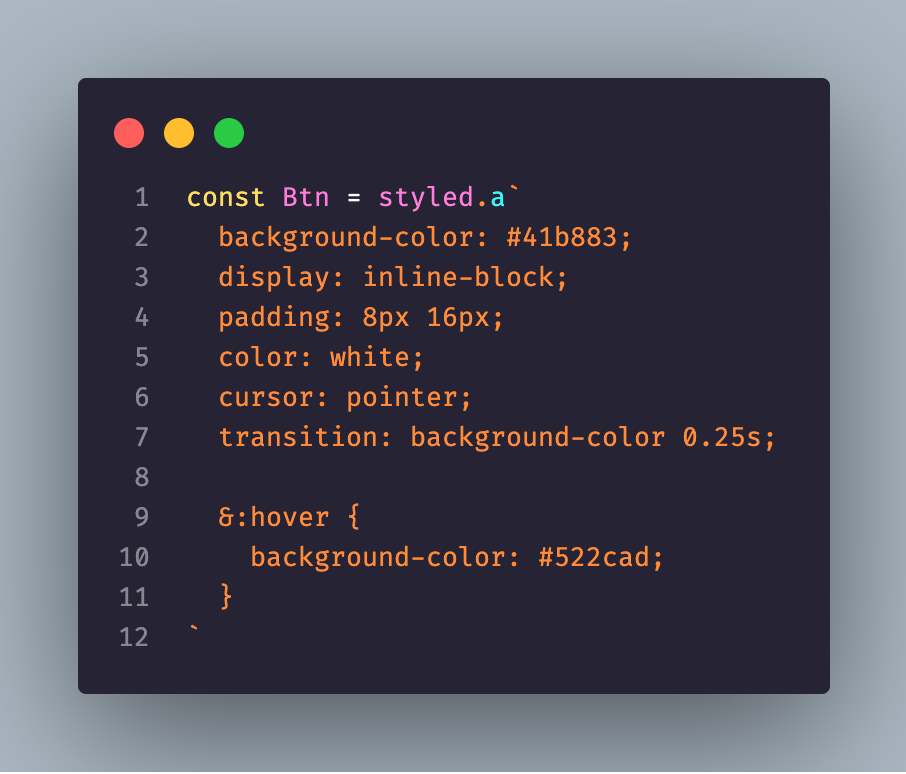 1 const Btn = styled.a`
2   background-color: #41b883;
3   display: inline-block;
4   padding: 8px 16px;
5   color: white;
6   cursor: pointer;
7   transition: background-color 0.25s;
8
9   &:hover {
10     background-color: #522cad;
11   }
12 `